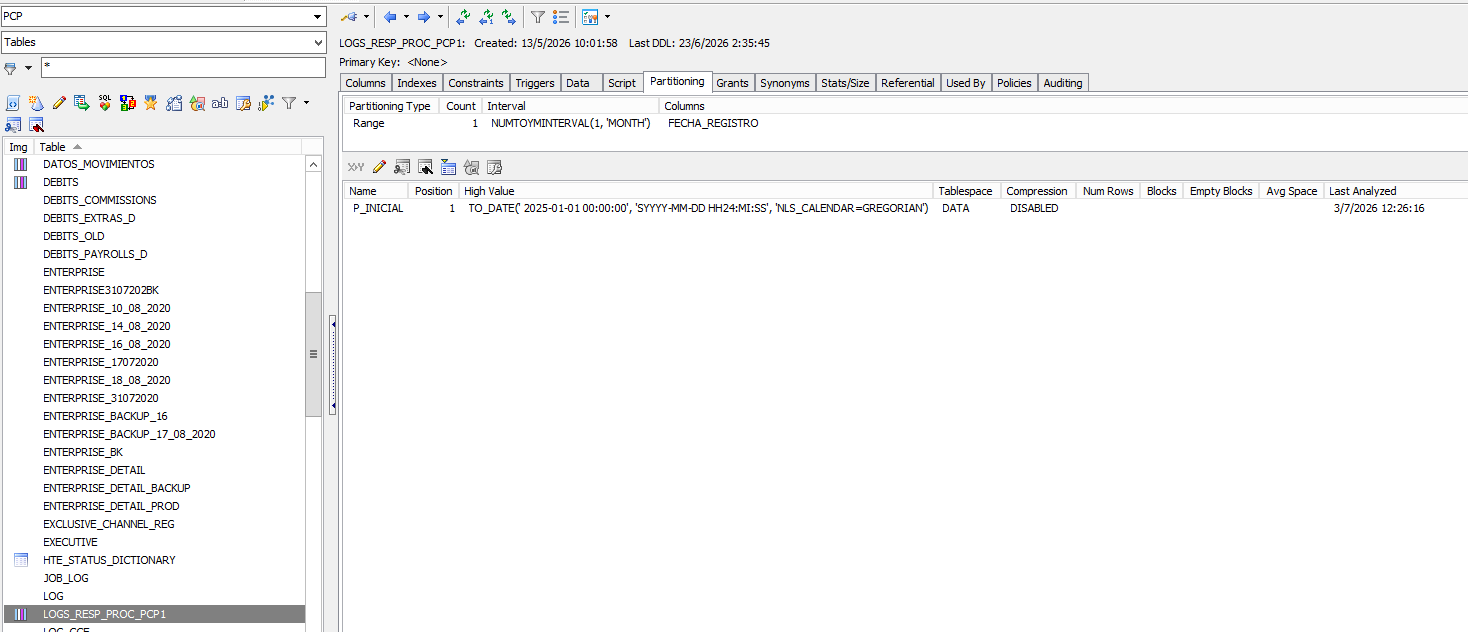 PCP
Tables
*
SQL
Img Table
DATOS_MOVIMIENTOS
DEBITS
DEBITS_COMMISSIONS
DEBITS_EXTRAS_D
DEBITS_OLD
DEBITS_PAYROLLS_D
ENTERPRISE
ENTERPRISE3107202BK
ENTERPRISE_10_08_2020
ENTERPRISE_14_08_2020
ENTERPRISE_16_08_2020
ENTERPRISE_17072020
ENTERPRISE_18_08_2020
ENTERPRISE_31072020
ENTERPRISE_BACKUP_16
ENTERPRISE_BACKUP_17_08_2020
ENTERPRISE_BK
ENTERPRISE_DETAIL
ENTERPRISE_DETAIL_BACKUP
ENTERPRISE_DETAIL_PROD
EXCLUSIVE_CHANNEL_REG
EXECUTIVE
HTE_STATUS_DICTIONARY
JOB_LOG
LOG
LOGS_RESP_PROC_PCP1
LOG_CCE
LOGS_RESP_PROC_PCP1: Created: 13/5/2026 10:01:58 Last DDL: 23/6/2026 2:35:45
Primary Key: <None>
Columns Indexes Constraints Triggers Data Script Partitioning Grants Synonyms Stats/Size Referential Used By Policies Auditing
Partitioning Type Count Interval Columns
Range 1 NUMTOYMINTERVAL(1, 'MONTH') FECHA_REGISTRO
Name Position High Value Tablespace Compression Num Rows Blocks Empty Blocks Avg Space Last Analyzed
P_INICIAL 1 TO_DATE(' 2025-01-01 00:00:00', 'SYYYY-MM-DD HH24:MI:SS', 'NLS_CALENDAR=GREGORIAN') DATA DISABLED 3/7/2026 12:26:16